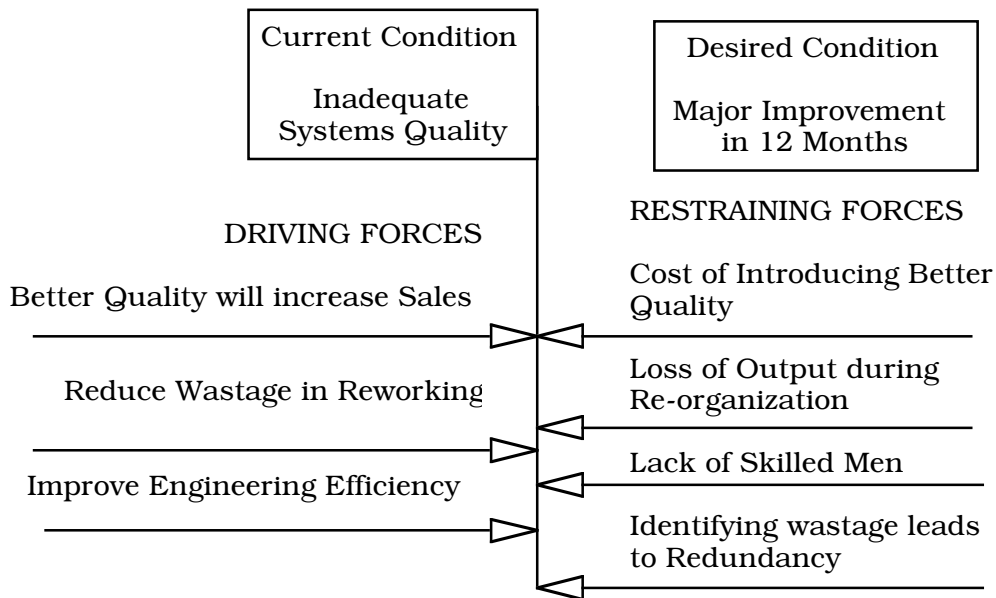 Current Condition
Inadequate
Systems Quality
Desired Condition
Major Improvement
in 12 Months
DRIVING FORCES
Better Quality will increase Sales
Reduce Wastage in Reworking
Improve Engineering Efficiency
RESTRAINING FORCES
Cost of Introducing Better
Quality
Loss of Output during
Re-organization
Lack of Skilled Men
Identifying wastage leads
to Redundancy